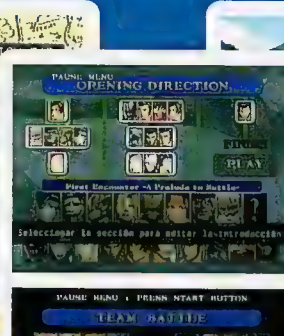 PAUSE MENU
OPENING DIRECTION
PLAY
First Encounter ~A Prelude to Battle~
Seleccionar la sección para editar la introducción
PAUSE MENU : PRESS START BUTTON
TEAM BATTLE